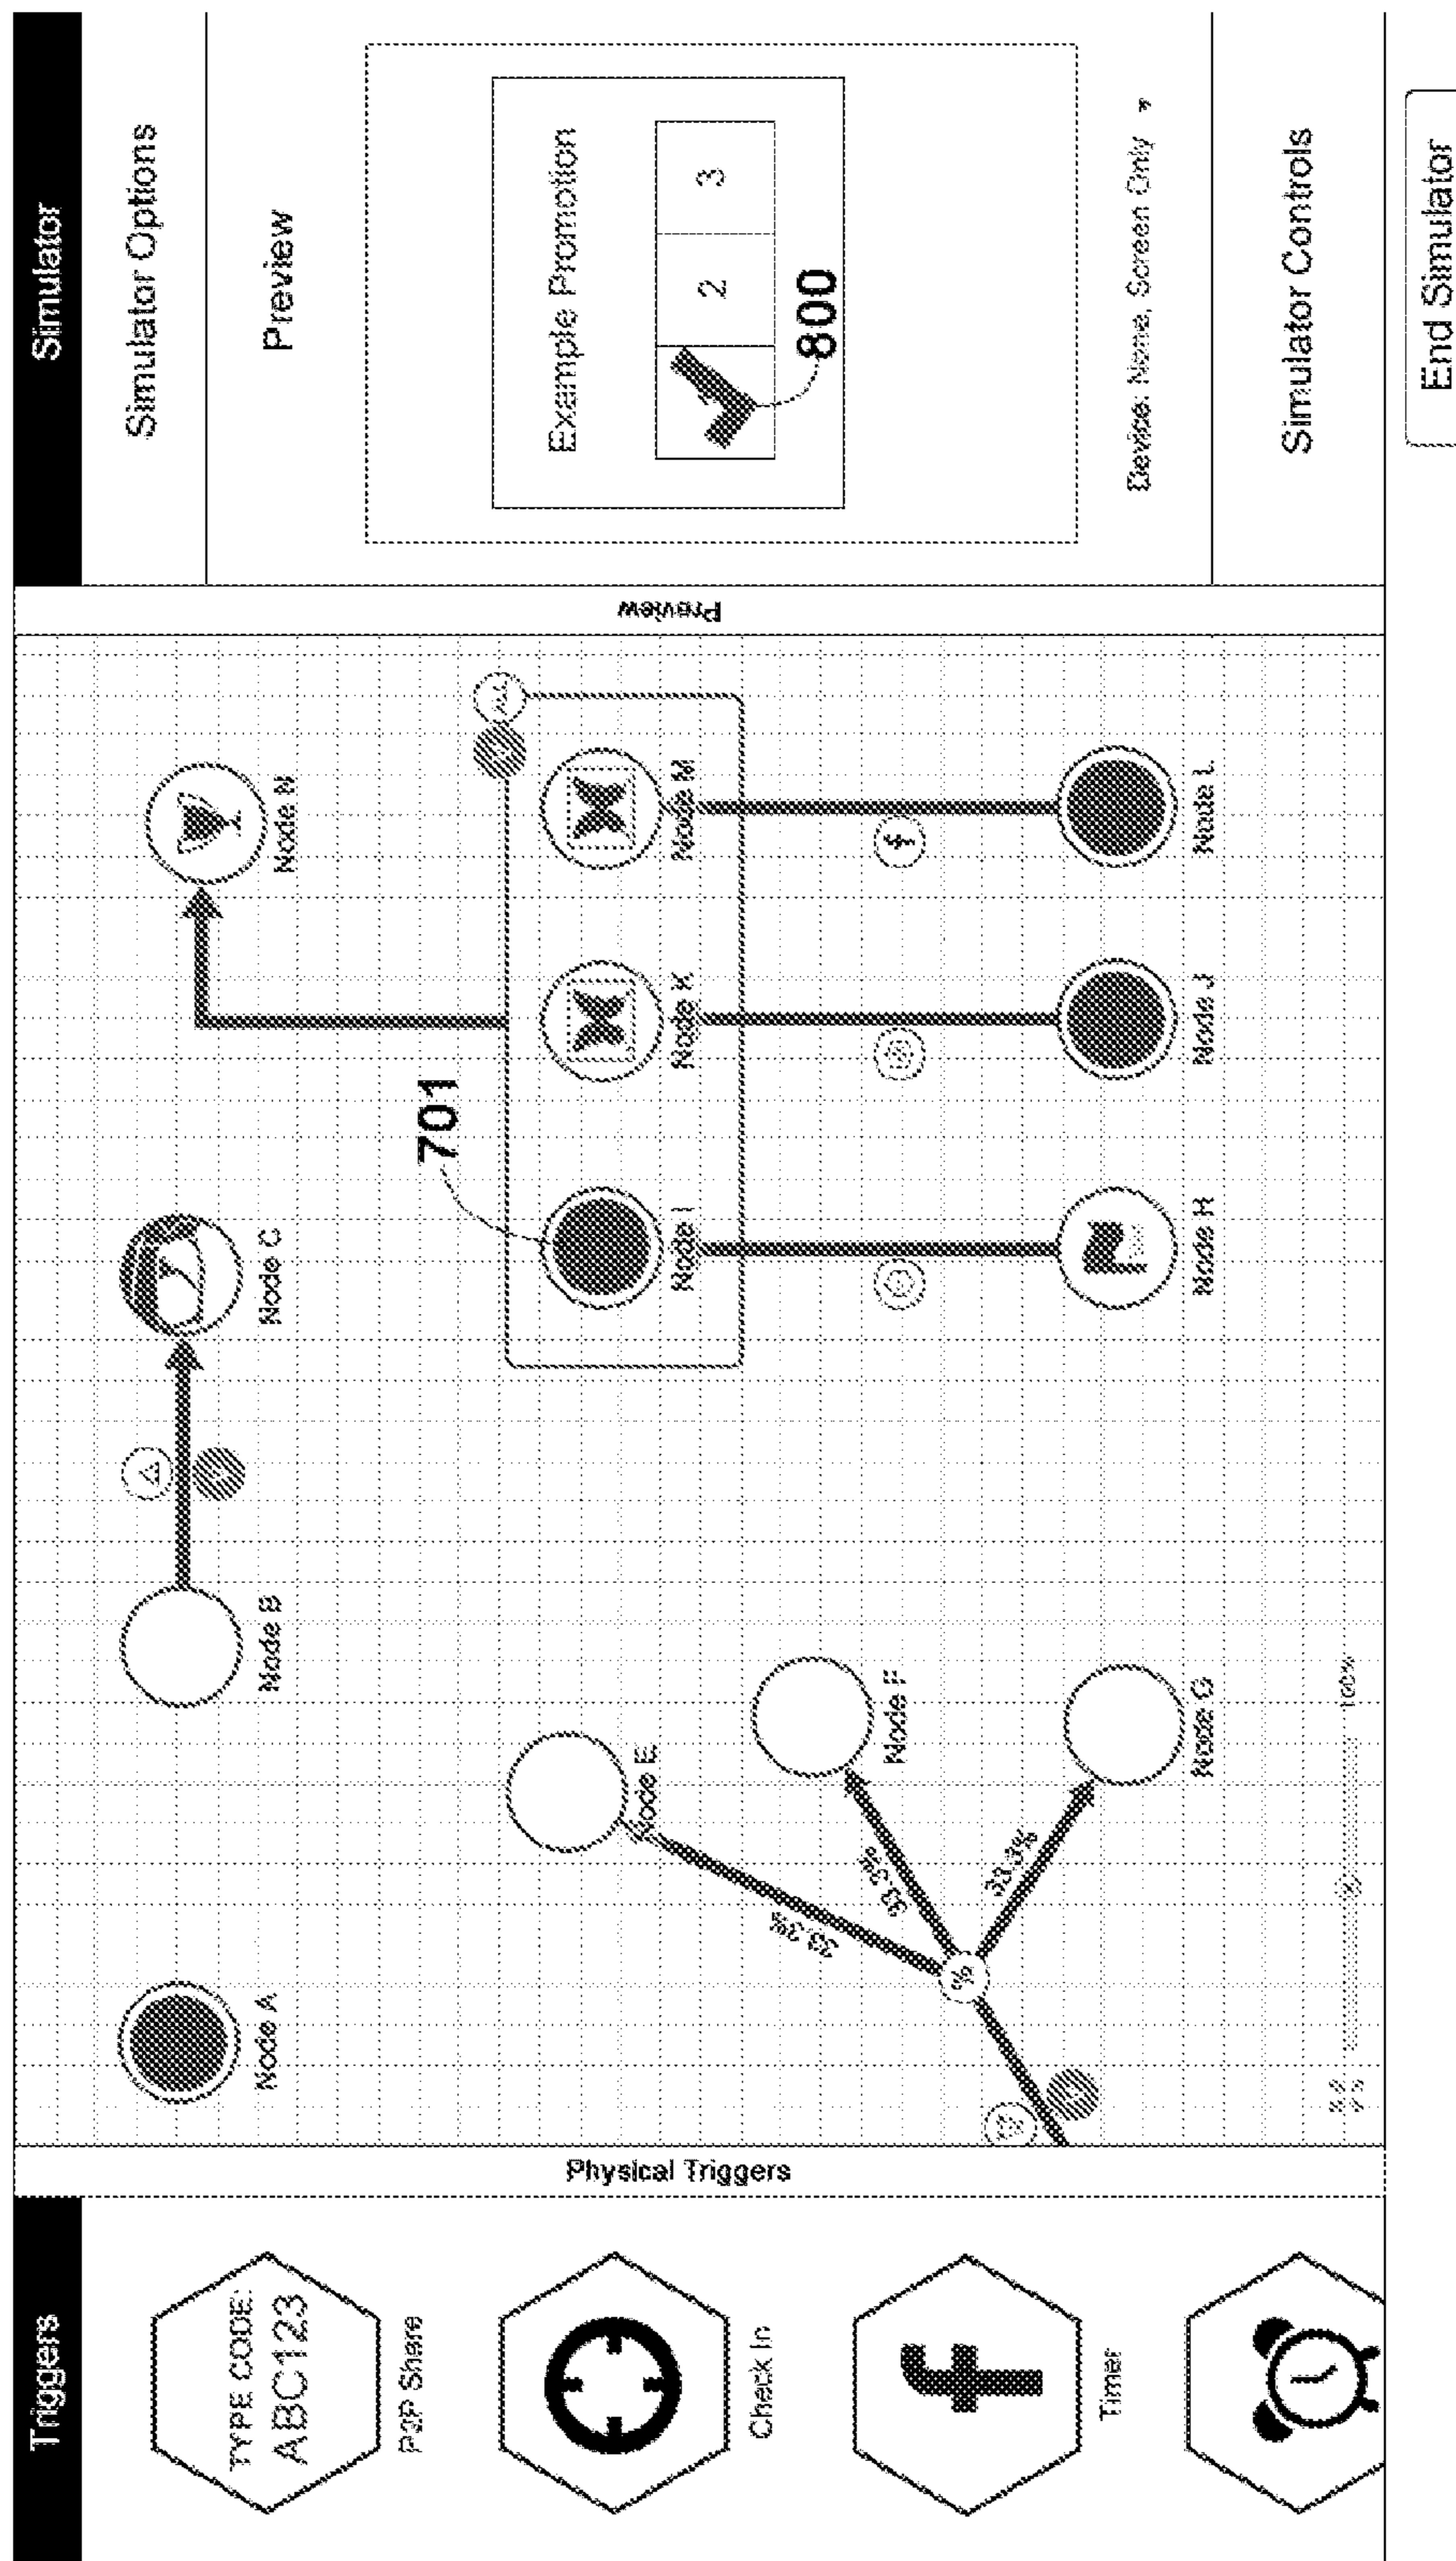 Triggers
TYPE CODE:
ABC123
P2P Share
Check In
Timer
Physical Triggers
Node A
Node B
Node C
Node N
701
Node E
33.3%
Node F
33.3%
Node G
33.3%
%
Node I
Node K
Node M
ALL
Node H
Node J
Node L
100%
Preview
Simulator
Simulator Options
Preview
Example Promotion
2
3
800
Device: None, Screen Only
Simulator Controls
End Simulator